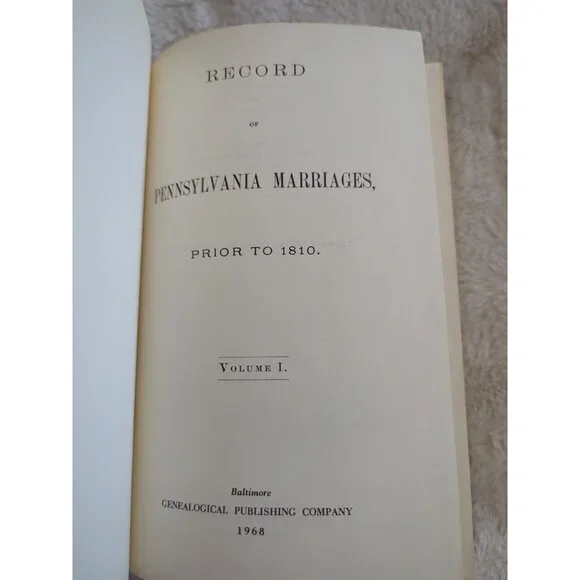 RECORD
OF
PENNSYLVANIA MARRIAGES,
PRIOR TO 1810.
VOLUME I.
Baltimore
GENEALOGICAL PUBLISHING COMPANY
1968